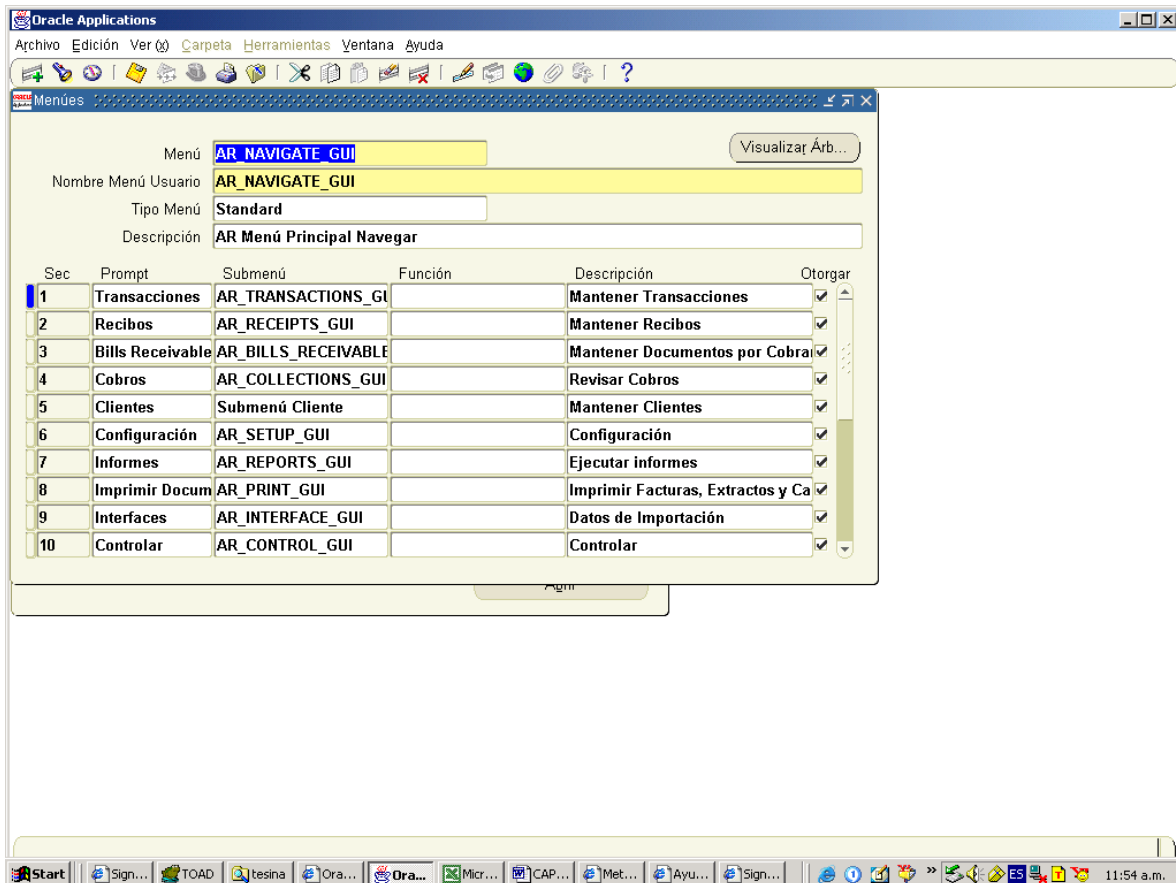 Oracle Applications
Archivo Edición Ver (x) Carpeta Herramientas Ventana Ayuda
Menúes
Menú AR_NAVIGATE_GUI Visualizar Árb...
Nombre Menú Usuario AR_NAVIGATE_GUI
Tipo Menú Standard
Descripción AR Menú Principal Navegar
Sec Prompt Submenú Función Descripción Otorgar
1 Transacciones AR_TRANSACTIONS_GU Mantener Transacciones
2 Recibos AR_RECEIPTS_GUI Mantener Recibos
3 Bills Receivable AR_BILLS_RECEIVABLE Mantener Documentos por Cobrar
4 Cobros AR_COLLECTIONS_GUI Revisar Cobros
5 Clientes Submenú Cliente Mantener Clientes
6 Configuración AR_SETUP_GUI Configuración
7 Informes AR_REPORTS_GUI Ejecutar informes
8 Imprimir Docum AR_PRINT_GUI Imprimir Facturas, Extractos y Ca
9 Interfaces AR_INTERFACE_GUI Datos de Importación
10 Controlar AR_CONTROL_GUI Controlar
Abrir
Start Sign... TOAD tesina Ora... Ora... Micr... CAP... Met... Ayu... Sign... » ES 11:54 a.m.